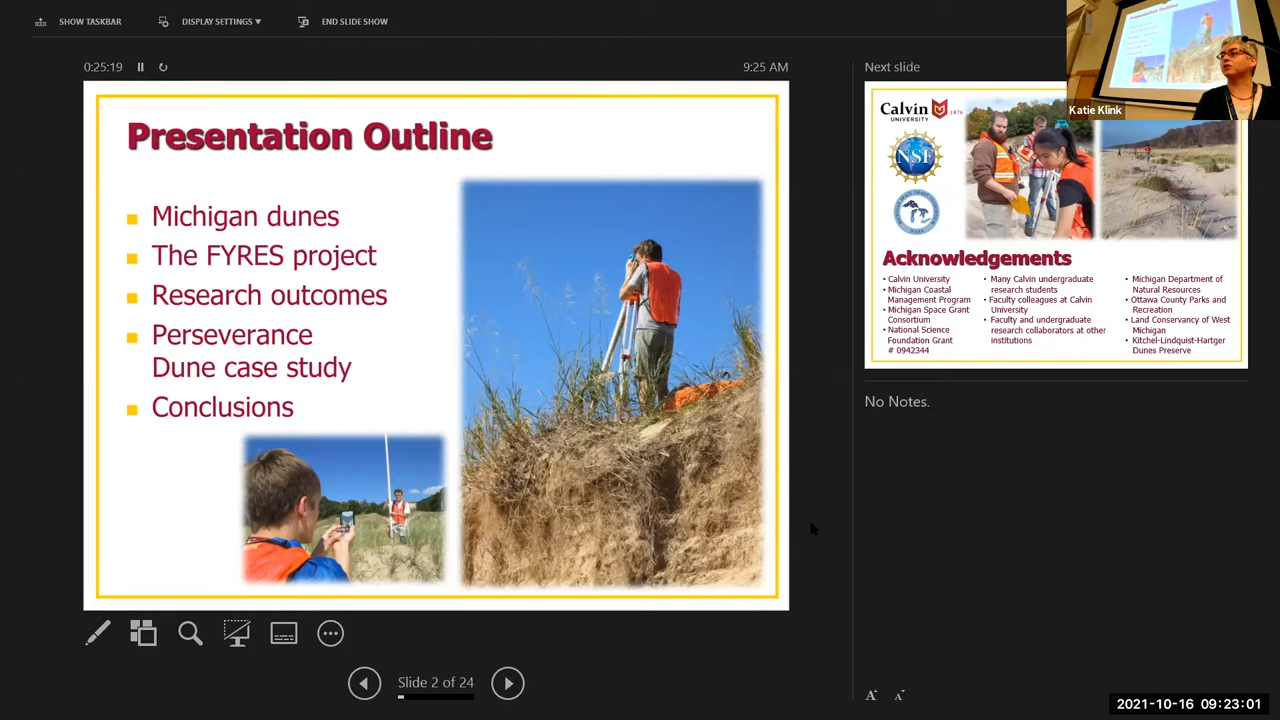 SHOW TASKBAR
DISPLAY SETTINGS ▼
END SLIDE SHOW
0:25:19
9:25 AM
Presentation Outline
Michigan dunes
The FYRES project
Research outcomes
Perseverance
Dune case study
Conclusions
Slide 2 of 24
Next slide
Presentation Outline
Katie Klink
Calvin
UNIVERSITY
1876
NSF
NASA
Acknowledgements
Calvin University
Michigan Coastal
Management Program
Michigan Space Grant
Consortium
National Science
Foundation Grant
# 0942344
Many Calvin undergraduate
research students
Faculty colleagues at Calvin
University
Faculty and undergraduate
research collaborators at other
institutions
Michigan Department of
Natural Resources
Ottawa County Parks and
Recreation
Land Conservancy of West
Michigan
Kitchel-Lindquist-Hartger
Dunes Preserve
No Notes.
A A
2021-10-16 09:23:01